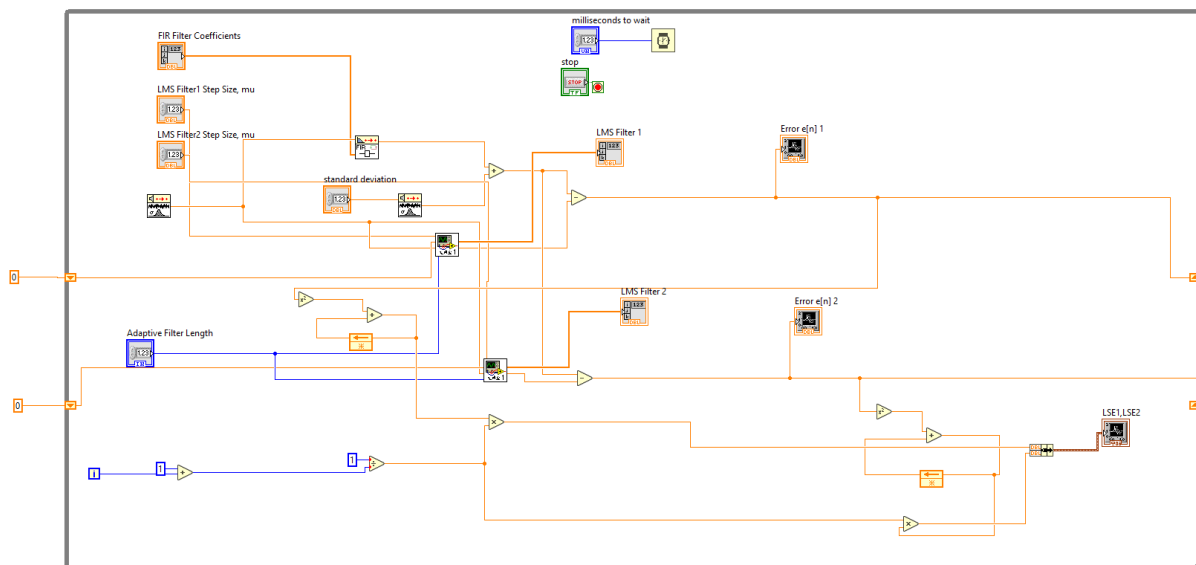 milliseconds to wait
FIR Filter Coefficients
stop
STOP
LMS Filter1 Step Size, mu
LMS Filter2 Step Size, mu
Error e[n] 1
LMS Filter 1
FIR
standard deviation
0
LMS Filter 2
Error e[n] 2
Adaptive Filter Length
0
LSE1,LSE2
1
1
i